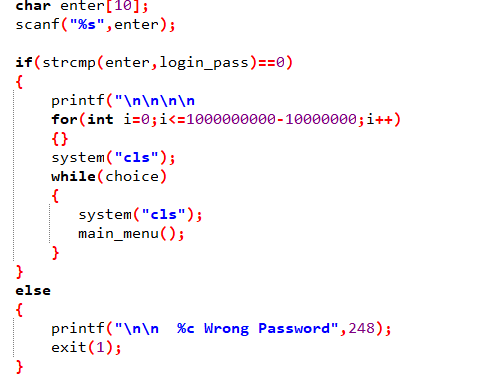 char enter[10];
scanf("%s",enter);
if(strcmp(enter,login_pass)==0)
{
printf("\n\n\n\n
for(int i=0;i<=1000000000-10000000;i++)
{}
system("cls");
while(choice)
{
system("cls");
main_menu();
}
}
else
{
printf("\n\n  %c Wrong Password",248);
exit(1);
}